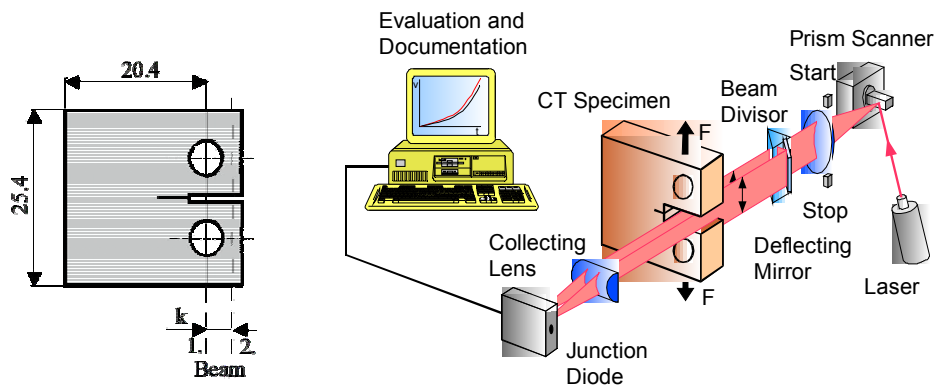 20.4
25.4
k
1.
2.
Beam
Evaluation and
Documentation
v
t
CT Specimen
F
F
Beam
Divisor
Prism Scanner
Start
Stop
Deflecting
Mirror
Laser
Collecting
Lens
Junction
Diode